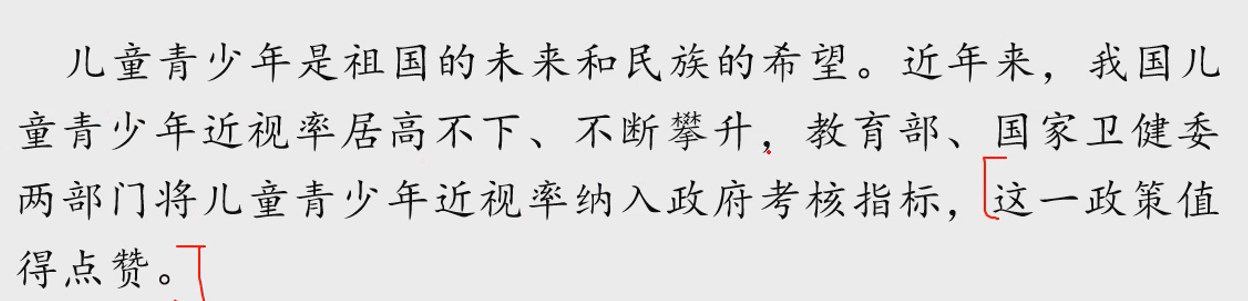 儿童青少年是祖国的未来和民族的希望。近年来，我国儿
童青少年近视率居高不下、不断攀升，教育部、国家卫健委
两部门将儿童青少年近视率纳入政府考核指标，这一政策值
得点赞。